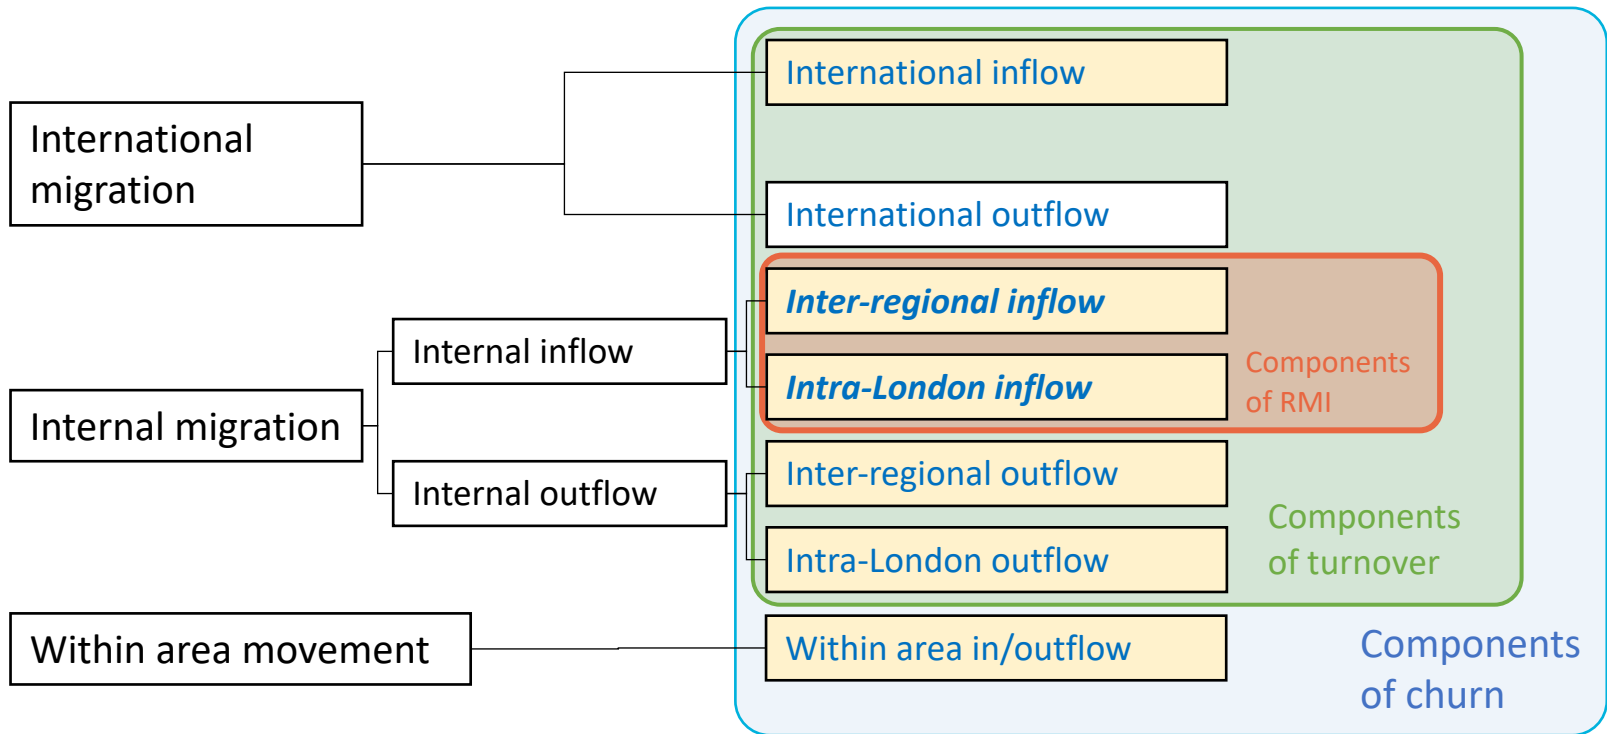 International
migration
Internal migration
Within area movement
Internal inflow
Internal outflow
International inflow
International outflow
Inter-regional inflow
Intra-London inflow
Inter-regional outflow
Intra-London outflow
Within area in/outflow
Components
of RMI
Components
of turnover
Components
of churn